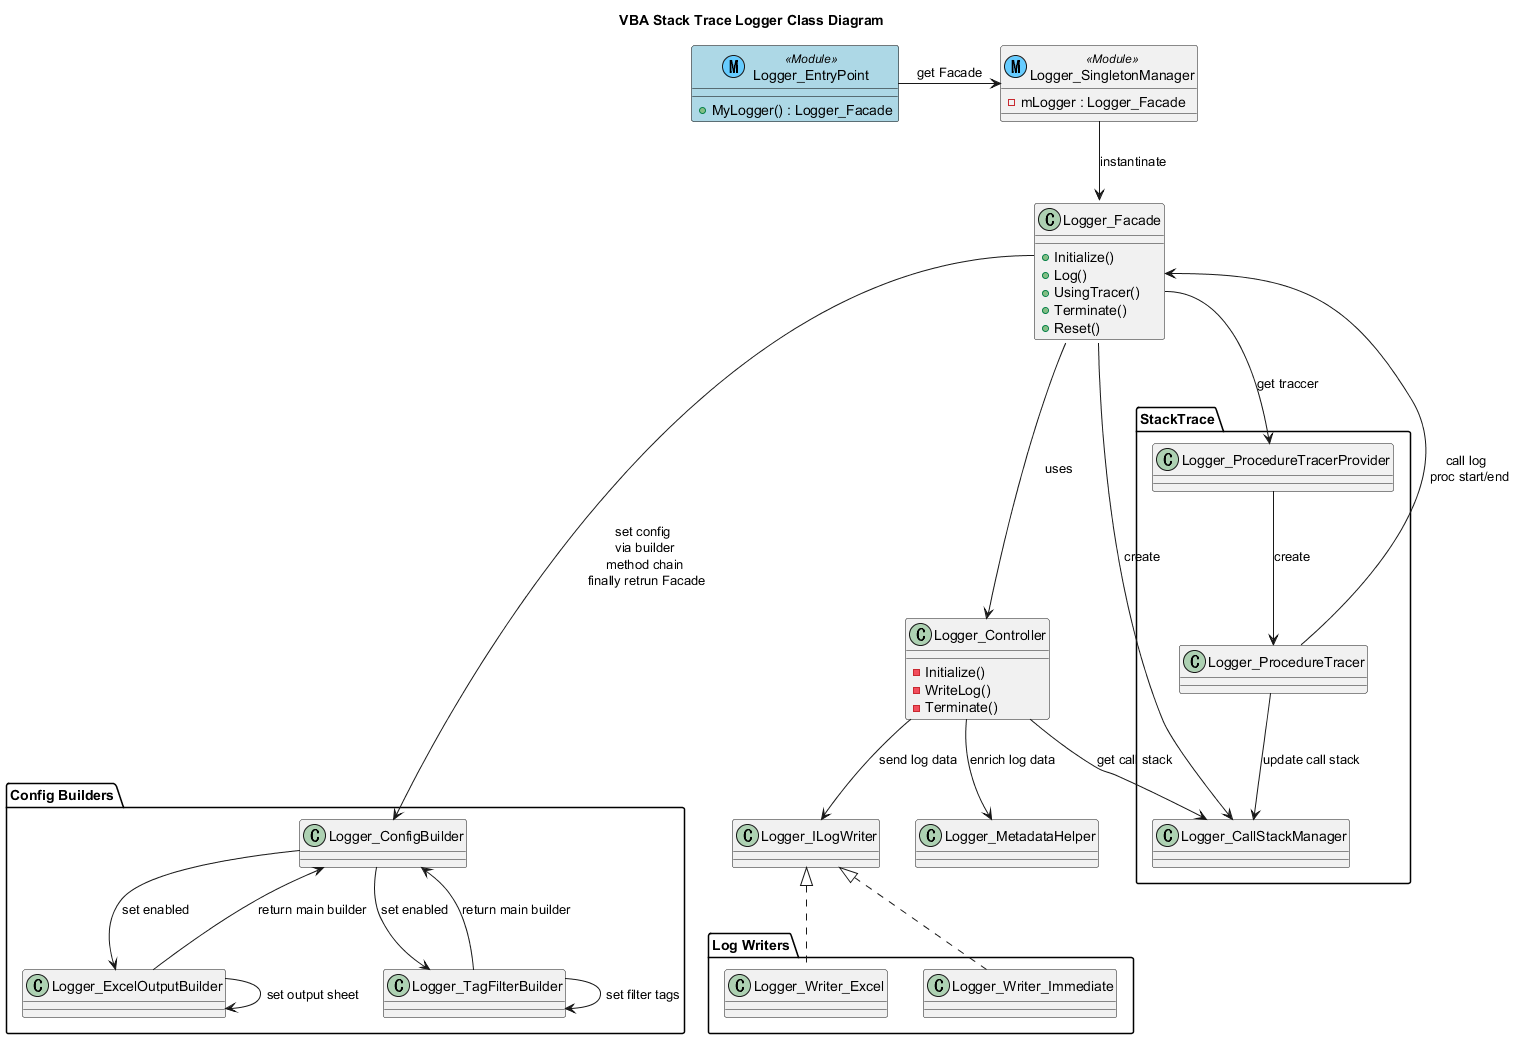 VBA Stack Trace Logger Class Diagram
M
«Module»
Logger_EntryPoint
MyLogger() : Logger_Facade
get Facade
M
«Module»
Logger_SingletonManager
mLogger : Logger_Facade
instantinate
C
Logger_Facade
Initialize()
Log()
UsingTracer()
Terminate()
Reset()
get traccer
StackTrace
C
Logger_ProcedureTracerProvider
call log
proc start/end
uses
set config
via builder
method chain
finally retrun Facade
create
create
C
Logger_Controller
Initialize()
WriteLog()
Terminate()
C
Logger_ProcedureTracer
send log data
enrich log data
get call stack
update call stack
Config Builders
C
Logger_ConfigBuilder
C
Logger_ILogWriter
C
Logger_MetadataHelper
C
Logger_CallStackManager
set enabled
return main builder
set enabled
return main builder
Log Writers
C
Logger_ExcelOutputBuilder
set output sheet
C
Logger_TagFilterBuilder
set filter tags
C
Logger_Writer_Excel
C
Logger_Writer_Immediate